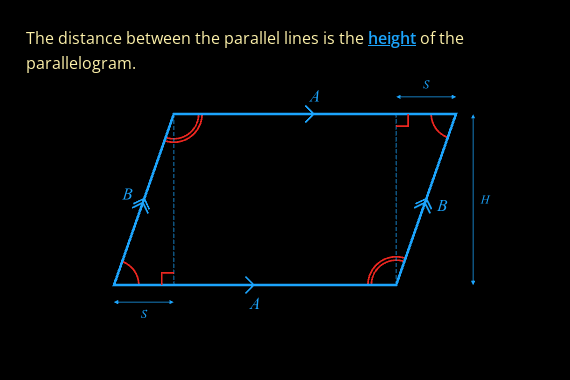 The distance between the parallel lines is the height of the
parallelogram.
S
A
B
B
H
A
S